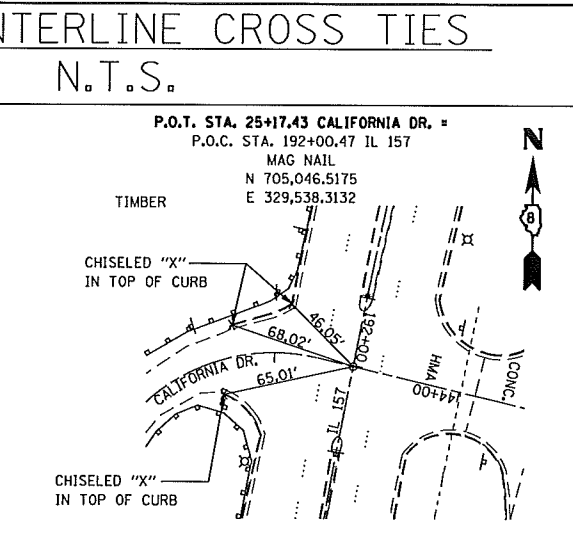 NTERLINE CROSS TIES
N.T.S.
P.O.T. STA. 25+17.43 CALIFORNIA DR. =
P.O.C. STA. 192+00.47 IL 157
MAG NAIL
N 705,046.5175
E 329,538.3132
N
8
TIMBER
CHISELED "X"
IN TOP OF CURB
46.05'
68.02'
65.01'
CALIFORNIA DR.
192+00
IL 157
HMA
CONC.
144+00
CHISELED "X"
IN TOP OF CURB